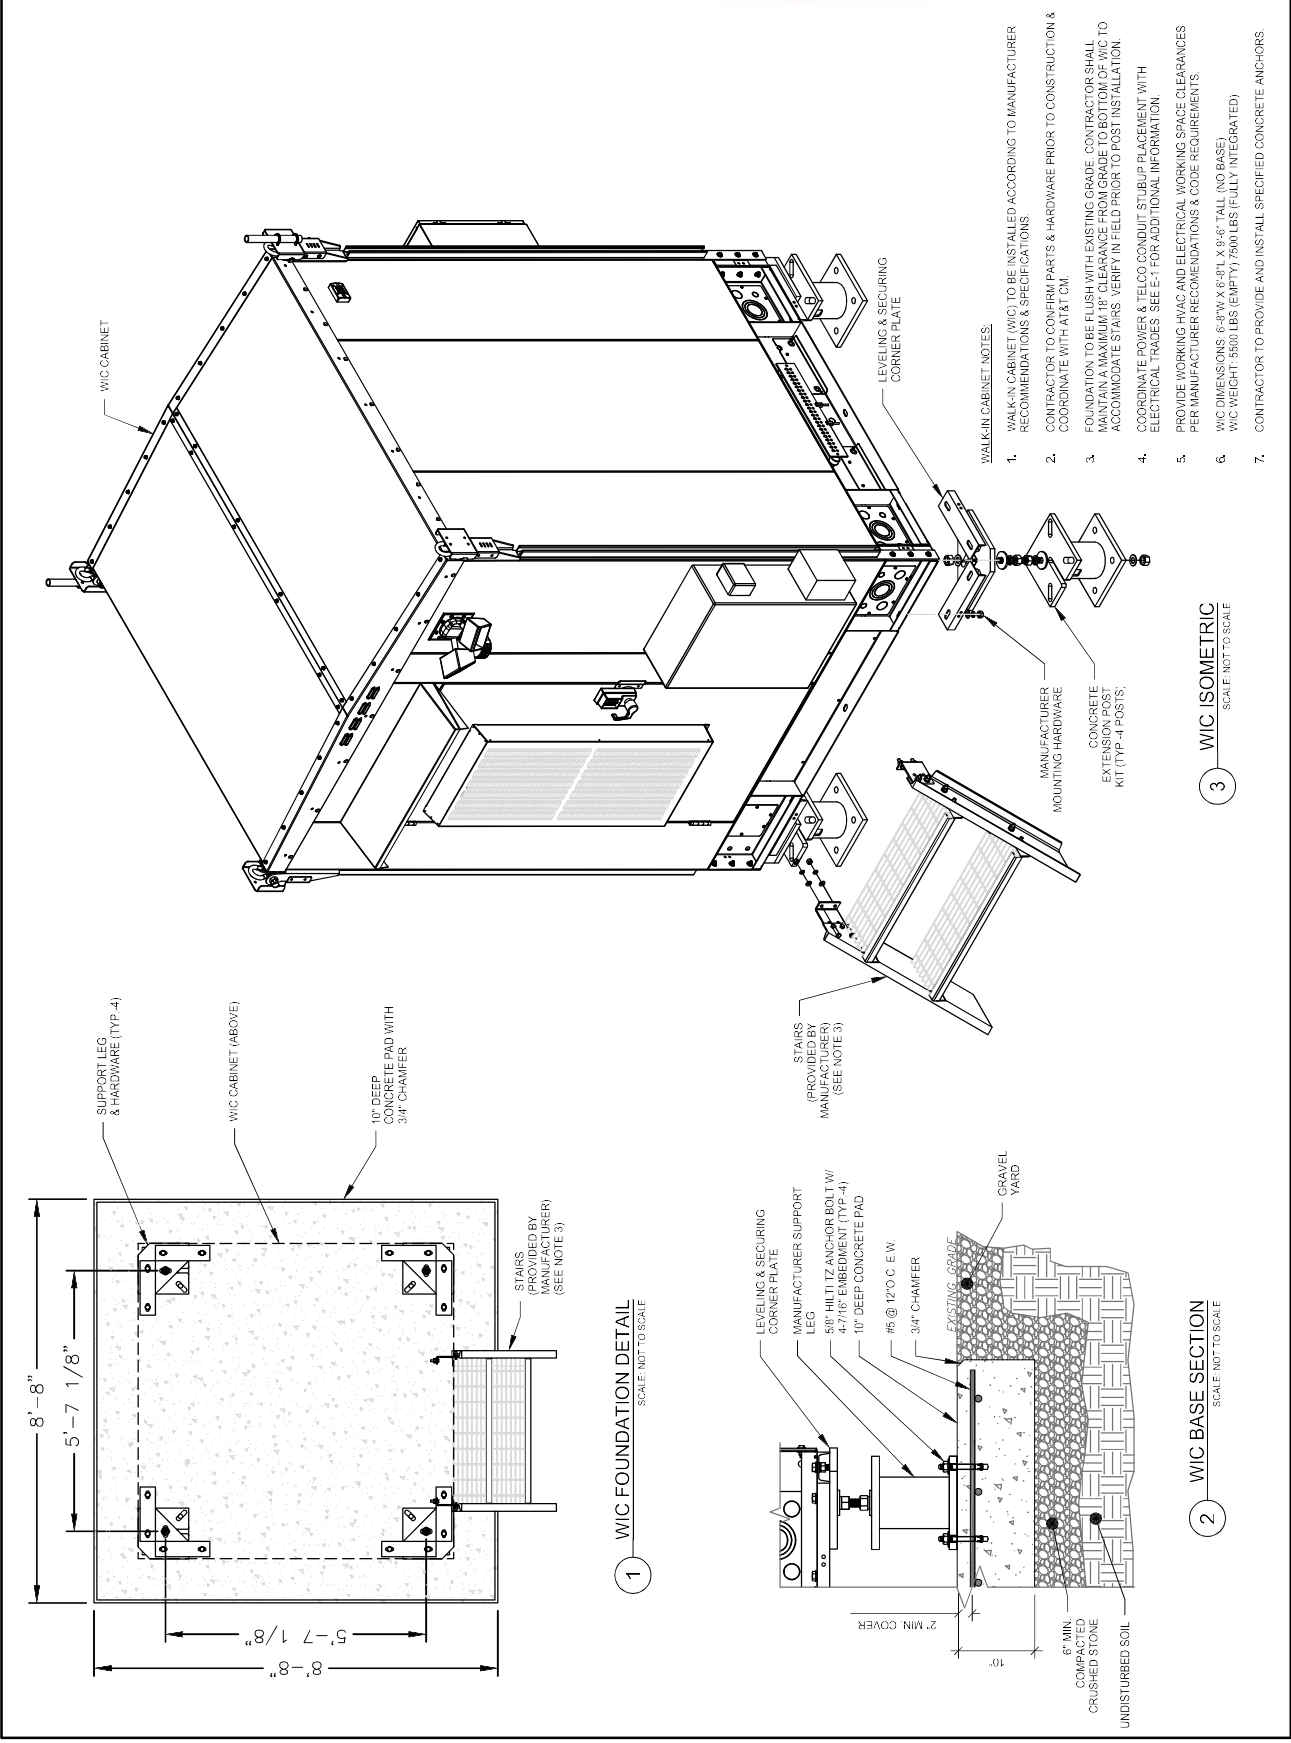 8'-8"
5'-7 1/8"
8'-8"
5'-7 1/8"
SUPPORT LEG
& HARDWARE (TYP.-4)
WIC CABINET (ABOVE)
10" DEEP
CONCRETE PAD WITH
3/4" CHAMFER
STAIRS
(PROVIDED BY
MANUFACTURER)
(SEE NOTE 3)
1
WIC FOUNDATION DETAIL
SCALE: NOT TO SCALE
LEVELING & SECURING
CORNER PLATE
MANUFACTURER SUPPORT
LEG
5/8" HILTI TZ ANCHOR BOLT W/
4-7/16" EMBEDMENT (TYP.-4)
10" DEEP CONCRETE PAD
#5 @ 12"O.C. E.W.
3/4" CHAMFER
EXISTING GRADE
GRAVEL
YARD
2" MIN. COVER
10"
6" MIN.
COMPACTED
CRUSHED STONE
UNDISTURBED SOIL
2
WIC BASE SECTION
SCALE: NOT TO SCALE
WIC CABINET
LEVELING & SECURING
CORNER PLATE
STAIRS
(PROVIDED BY
MANUFACTURER)
(SEE NOTE 3)
MANUFACTURER
MOUNTING HARDWARE
CONCRETE
EXTENSION POST
KIT (TYP.-4 POSTS)
3
WIC ISOMETRIC
SCALE: NOT TO SCALE
WALK-IN CABINET NOTES:
1. WALK-IN CABINET (WIC) TO BE INSTALLED ACCORDING TO MANUFACTURER
RECOMMENDATIONS & SPECIFICATIONS.
2. CONTRACTOR TO CONFIRM PARTS & HARDWARE PRIOR TO CONSTRUCTION &
COORDINATE WITH AT&T CM.
3. FOUNDATION TO BE FLUSH WITH EXISTING GRADE. CONTRACTOR SHALL
MAINTAIN A MAXIMUM 18" CLEARANCE FROM GRADE TO BOTTOM OF WIC TO
ACCOMMODATE STAIRS. VERIFY IN FIELD PRIOR TO POST INSTALLATION.
4. COORDINATE POWER & TELCO CONDUIT STUBUP PLACEMENT WITH
ELECTRICAL TRADES. SEE E-1 FOR ADDITIONAL INFORMATION.
5. PROVIDE WORKING HVAC AND ELECTRICAL WORKING SPACE CLEARANCES
PER MANUFACTURER RECOMENDATIONS & CODE REQUIREMENTS.
6. WIC DIMENSIONS: 6'-8"W X 6'-8"L X 9'-6" TALL (NO BASE)
WIC WEIGHT: 5500 LBS (EMPTY) 7500 LBS (FULLY INTEGRATED)
7. CONTRACTOR TO PROVIDE AND INSTALL SPECIFIED CONCRETE ANCHORS.